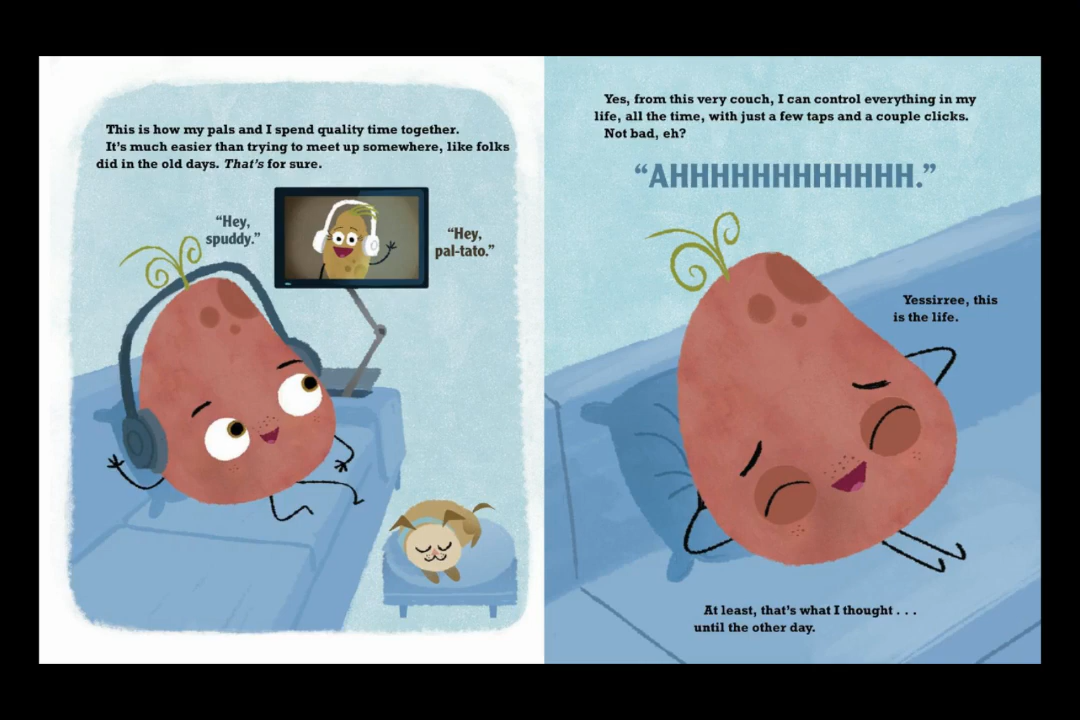 This is how my pals and I spend quality time together.
It's much easier than trying to meet up somewhere, like folks
did in the old days. That's for sure.
"Hey,
spuddy."
"Hey,
pal-tato."
Yes, from this very couch, I can control everything in my
life, all the time, with just a few taps and a couple clicks.
Not bad, eh?
"AHHHHHHHHHHHHH."
Yessirree, this
is the life.
At least, that's what I thought . . .
until the other day.